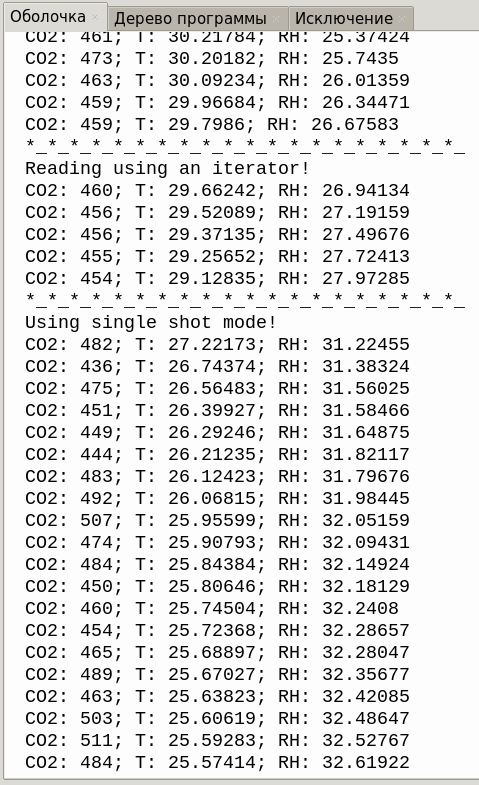 Оболочка × Дерево программы × Исключение ×
CO2: 461; T: 30.21784; RH: 25.37424
CO2: 473; T: 30.20182; RH: 25.7435
CO2: 463; T: 30.09234; RH: 26.01359
CO2: 459; T: 29.96684; RH: 26.34471
CO2: 459; T: 29.7986; RH: 26.67583
*_*_*_*_*_*_*_*_*_*_*_*_*_*_*_*_*_*_*_*_
Reading using an iterator!
CO2: 460; T: 29.66242; RH: 26.94134
CO2: 456; T: 29.52089; RH: 27.19159
CO2: 456; T: 29.37135; RH: 27.49676
CO2: 455; T: 29.25652; RH: 27.72413
CO2: 454; T: 29.12835; RH: 27.97285
*_*_*_*_*_*_*_*_*_*_*_*_*_*_*_*_*_*_*_*_
Using single shot mode!
CO2: 482; T: 27.22173; RH: 31.22455
CO2: 436; T: 26.74374; RH: 31.38324
CO2: 475; T: 26.56483; RH: 31.56025
CO2: 451; T: 26.39927; RH: 31.58466
CO2: 449; T: 26.29246; RH: 31.64875
CO2: 444; T: 26.21235; RH: 31.82117
CO2: 483; T: 26.12423; RH: 31.79676
CO2: 492; T: 26.06815; RH: 31.98445
CO2: 507; T: 25.95599; RH: 32.05159
CO2: 474; T: 25.90793; RH: 32.09431
CO2: 484; T: 25.84384; RH: 32.14924
CO2: 450; T: 25.80646; RH: 32.18129
CO2: 460; T: 25.74504; RH: 32.2408
CO2: 454; T: 25.72368; RH: 32.28657
CO2: 465; T: 25.68897; RH: 32.28047
CO2: 489; T: 25.67027; RH: 32.35677
CO2: 463; T: 25.63823; RH: 32.42085
CO2: 503; T: 25.60619; RH: 32.48647
CO2: 511; T: 25.59283; RH: 32.52767
CO2: 484; T: 25.57414; RH: 32.61922